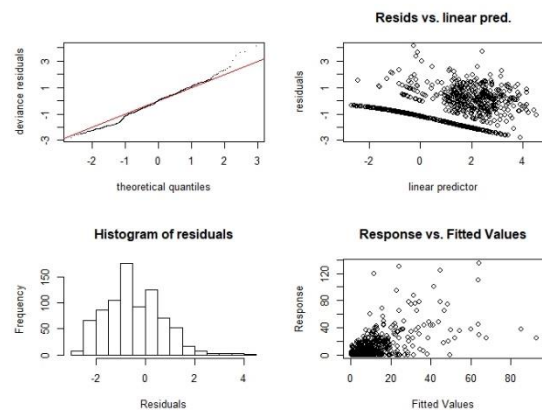 Resids vs. linear pred.
deviance residuals
-3 -1 1 3
-2 -1 0 1 2 3
theoretical quantiles
residuals
-3 -1 1 3
-2 0 2 4
linear predictor
Histogram of residuals
Frequency
0 50 100 150
-2 0 2 4
Residuals
Response vs. Fitted Values
Response
0 40 80 120
0 20 40 60 80
Fitted Values